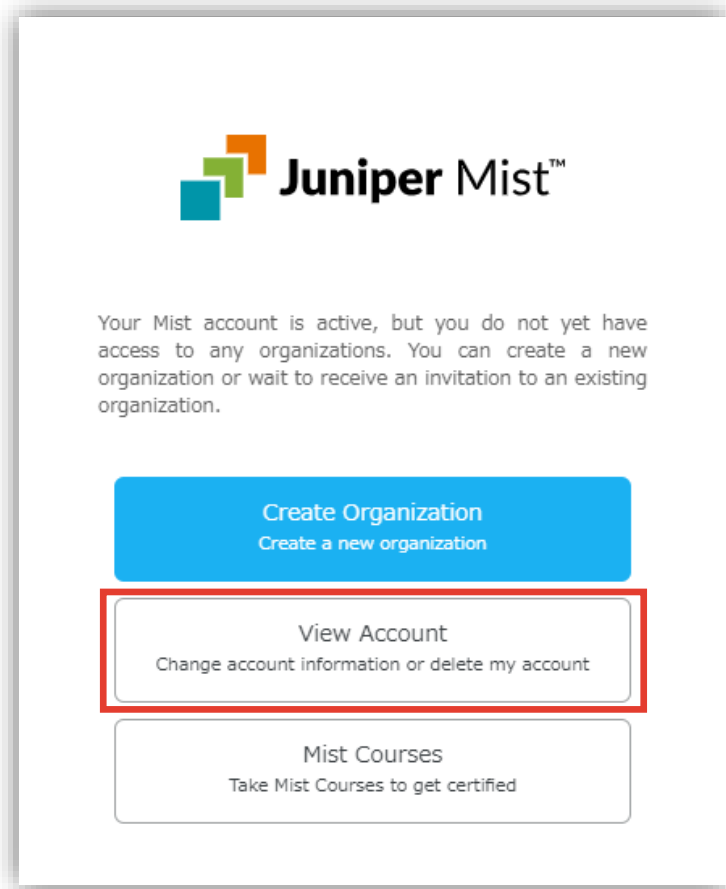 Juniper Mist™
Your Mist account is active, but you do not yet have
access to any organizations. You can create a new
organization or wait to receive an invitation to an existing
organization.
Create Organization
Create a new organization
View Account
Change account information or delete my account
Mist Courses
Take Mist Courses to get certified